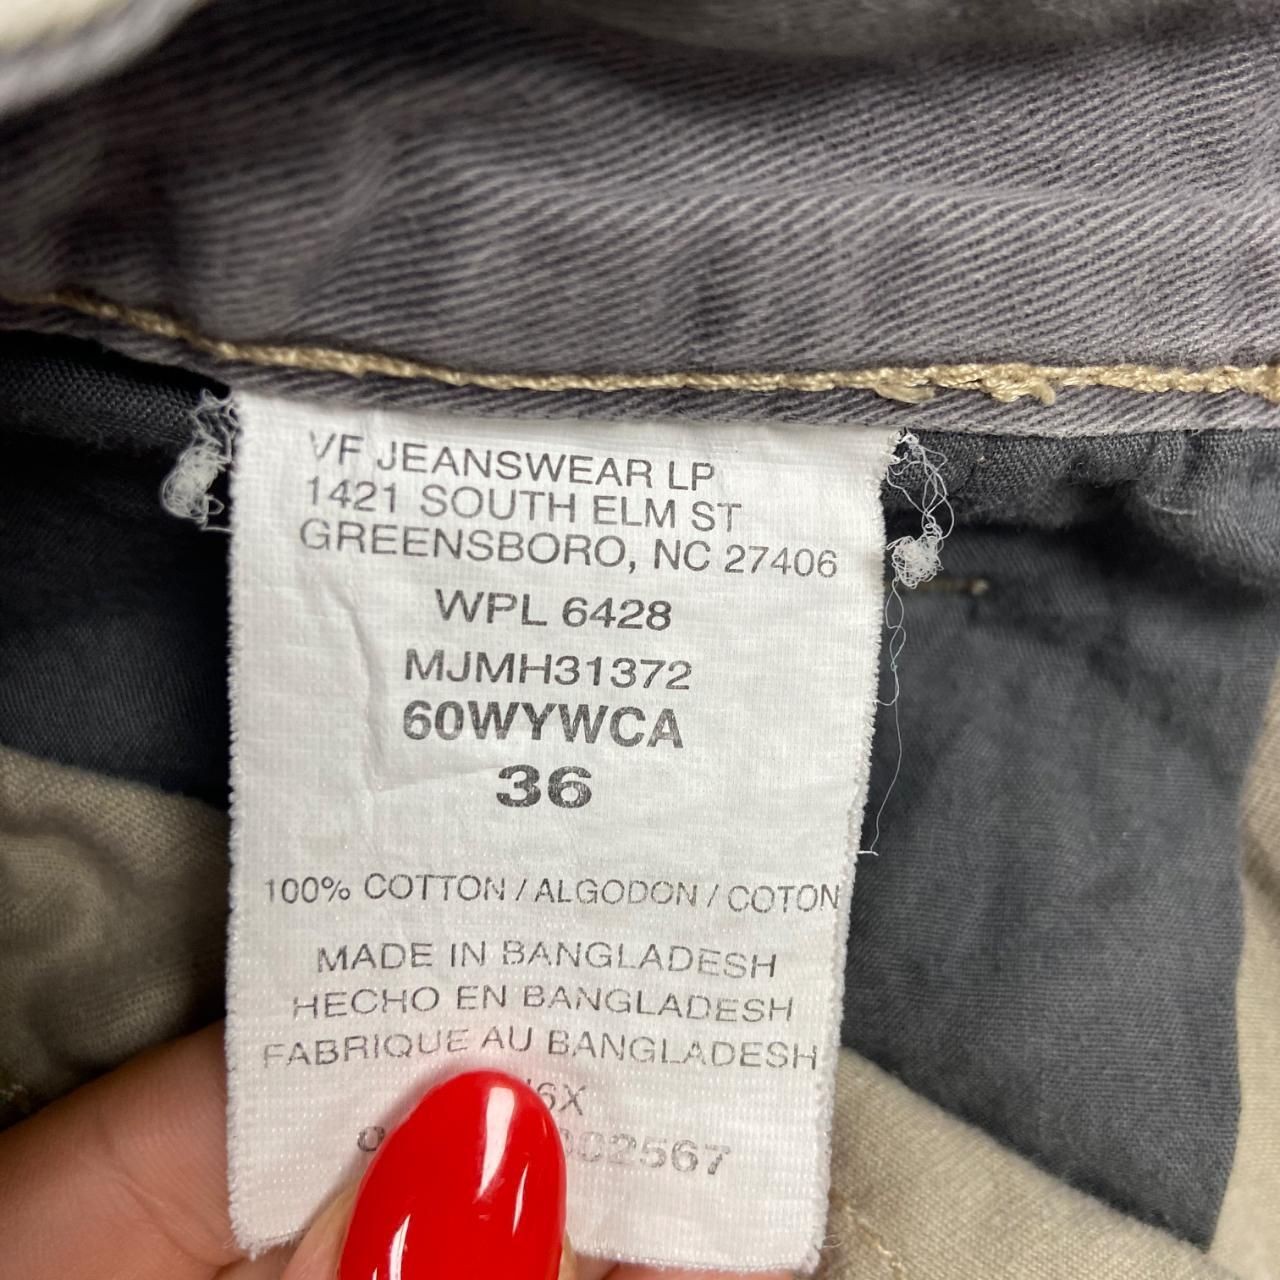 VF JEANSWEAR LP
1421 SOUTH ELM ST
GREENSBORO, NC 27406
WPL 6428
MJMH31372
60WYWCA
36
100% COTTON / ALGODON / COTON
MADE IN BANGLADESH
HECHO EN BANGLADESH
FABRIQUE AU BANGLADESH